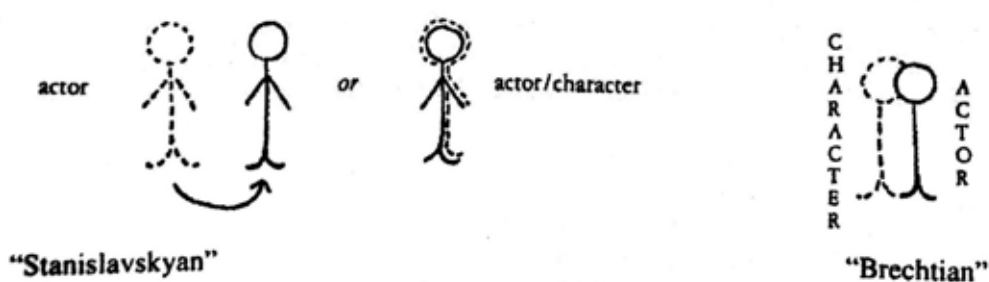 actor
or
actor/character
CHARACTER
ACTOR
"Stanislavskyan"
"Brechtian"